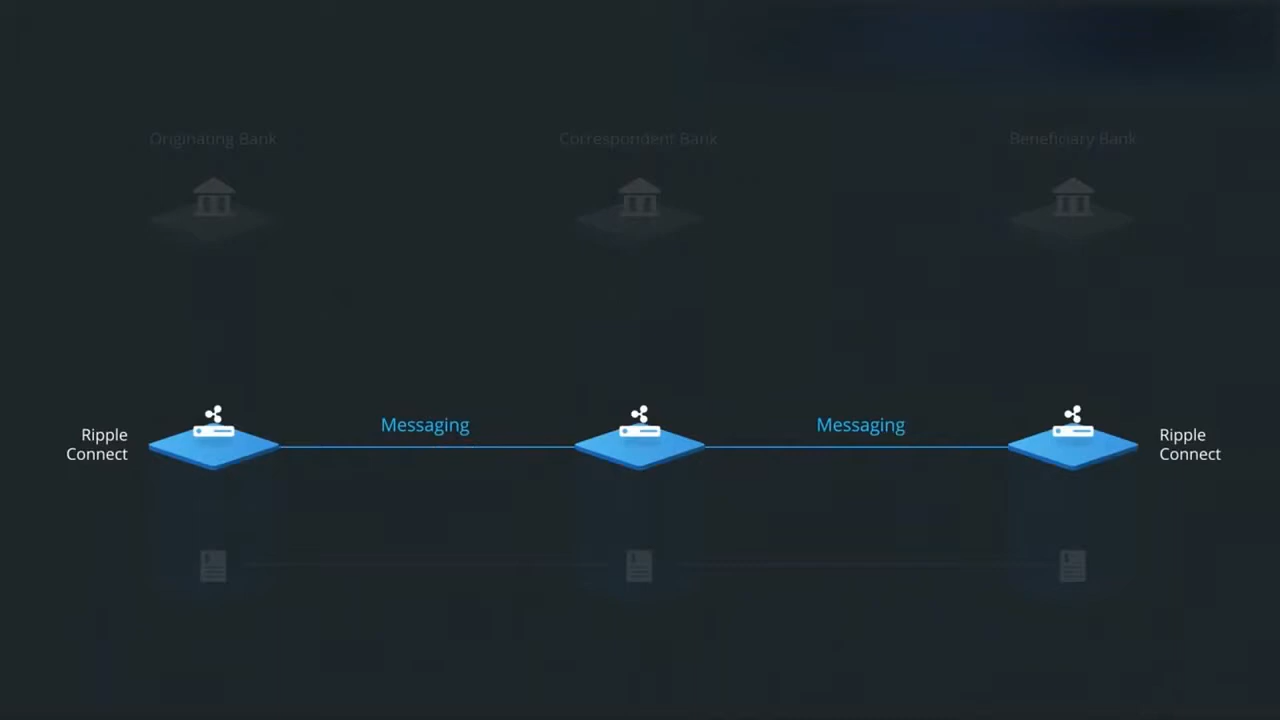 Originating Bank
Correspondent Bank
Beneficiary Bank
Messaging
Messaging
Ripple
Connect
Ripple
Connect